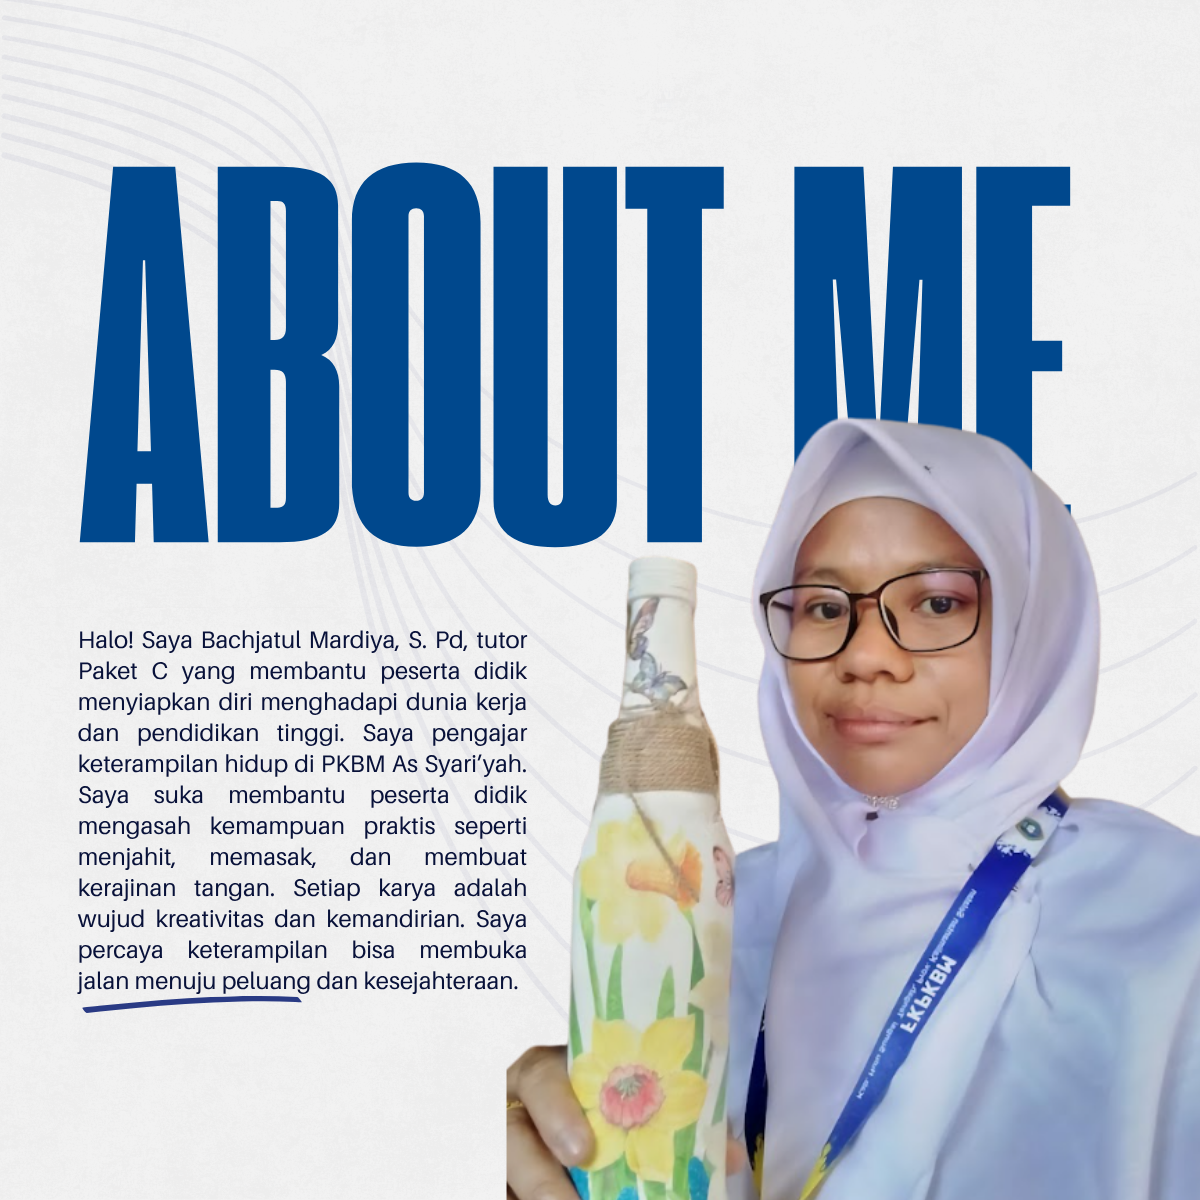 ABOUT ME
Halo! Saya Bachjatul Mardiya, S. Pd, tutor
Paket C yang membantu peserta didik
menyiapkan diri menghadapi dunia kerja
dan pendidikan tinggi. Saya pengajar
keterampilan hidup di PKBM As Syari’yah.
Saya suka membantu peserta didik
mengasah kemampuan praktis seperti
menjahit, memasak, dan membuat
kerajinan tangan. Setiap karya adalah
wujud kreativitas dan kemandirian. Saya
percaya keterampilan bisa membuka
jalan menuju peluang dan kesejahteraan.